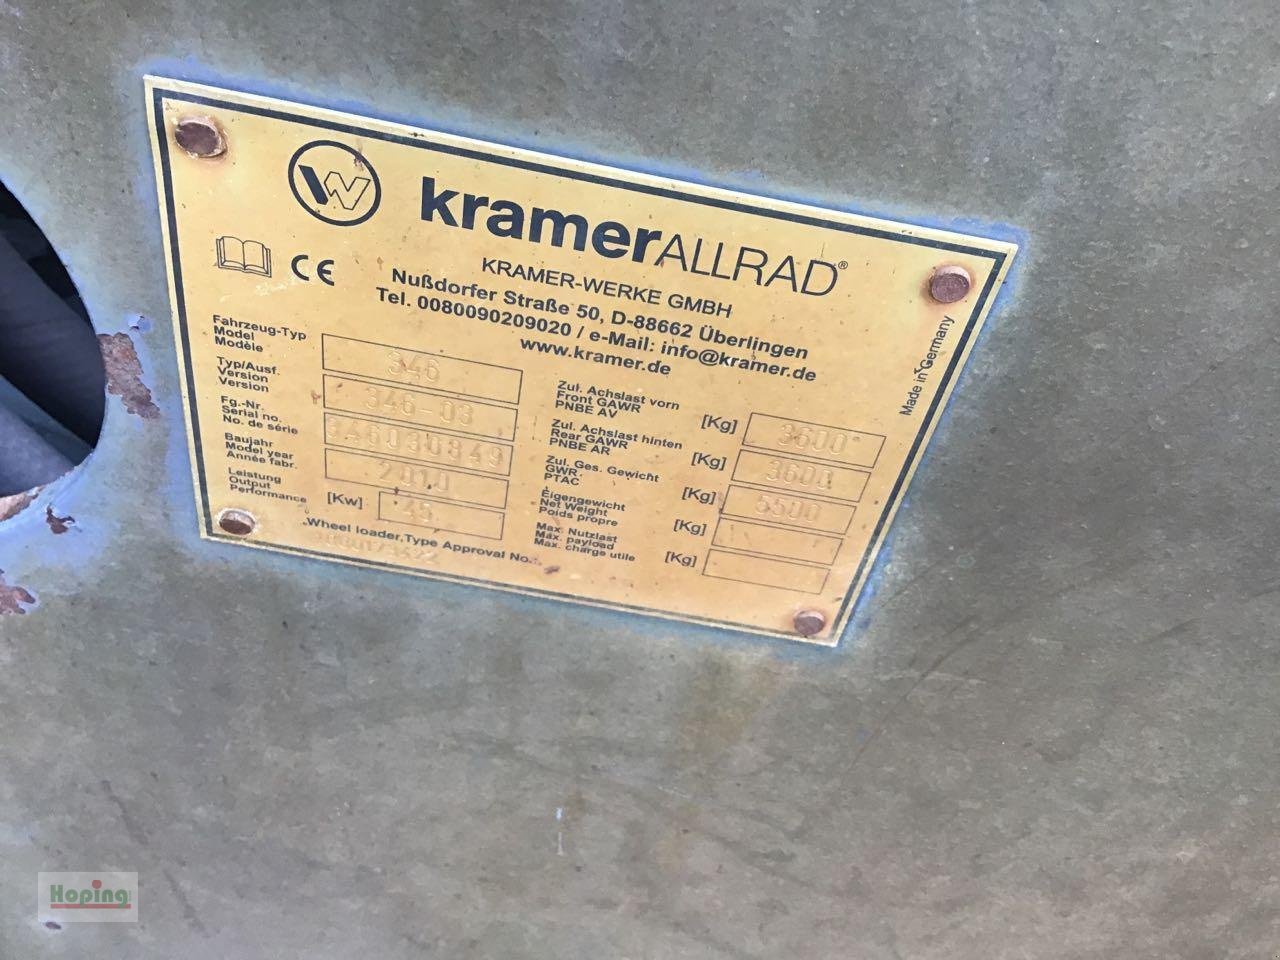 kramerALLRAD®
CE
KRAMER-WERKE GMBH
Nußdorfer Straße 50, D-88662 Überlingen
Tel. 0080090209020 / e-Mail: info@kramer.de
www.kramer.de
Made in Germany
Fahrzeug-Typ
Model
Modèle
346
Typ/Ausf.
Version
Version
346-03
Fg.-Nr.
Serial no.
No. de série
346030849
Baujahr
Model year
Année fabr.
2010
Leistung
Output
Performance
[Kw] 45
Wheel loader,Type Approval No.:
Zul. Achslast vorn
Front GAWR
PNBE AV
[Kg] 3600
Zul. Achslast hinten
Rear GAWR
PNBE AR
[Kg] 3600
Zul. Ges. Gewicht
GWR
PTAC
[Kg] 5500
Eigengewicht
Net Weight
Poids propre
[Kg]
Max. Nutzlast
Max. payload
Max. charge utile
[Kg]
Hoping